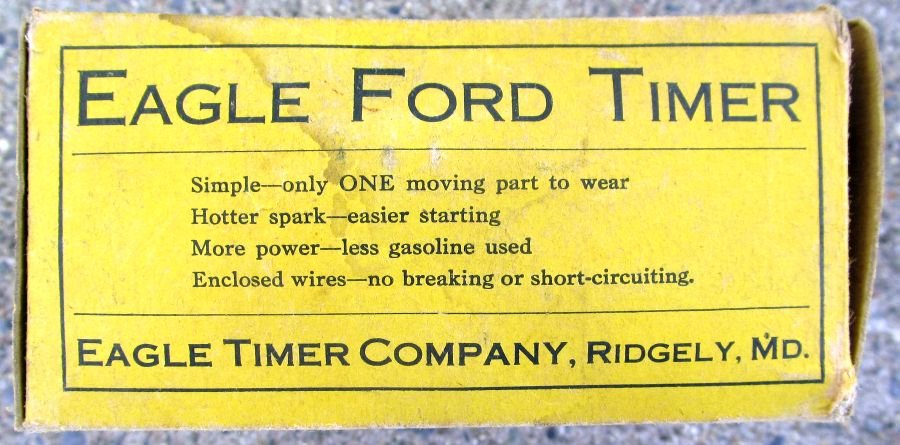 EAGLE FORD TIMER
Simple—only ONE moving part to wear
Hotter spark—easier starting
More power—less gasoline used
Enclosed wires—no breaking or short-circuiting.
EAGLE TIMER COMPANY, RIDGELY, MD.